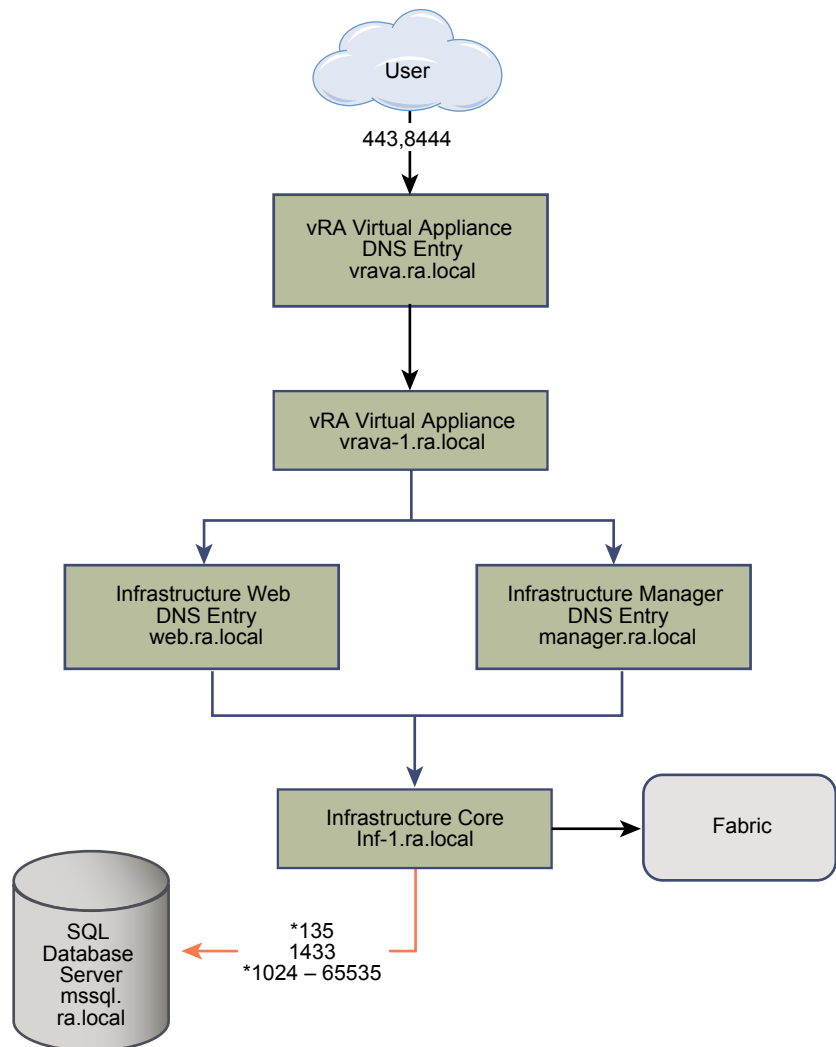 User
443,8444
vRA Virtual Appliance
DNS Entry
vrava.ra.local
vRA Virtual Appliance
vrava-1.ra.local
Infrastructure Web
DNS Entry
web.ra.local
Infrastructure Manager
DNS Entry
manager.ra.local
Infrastructure Core
Inf-1.ra.local
Fabric
SQL
Database
Server
mssql.
ra.local
*135
1433
*1024 – 65535